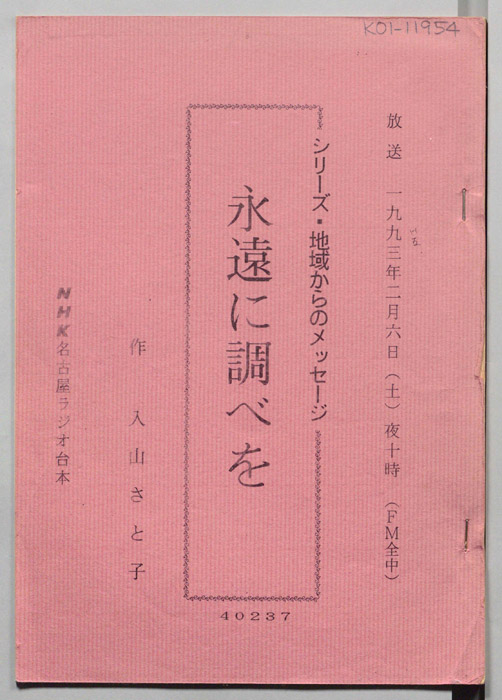 K01-11954
放送 一九九三年二月六日（土）夜十時 （FM全中）
シリーズ・地域からのメッセージ
永遠に調べを
作 入山さと子
NHK名古屋ラジオ台本
40237